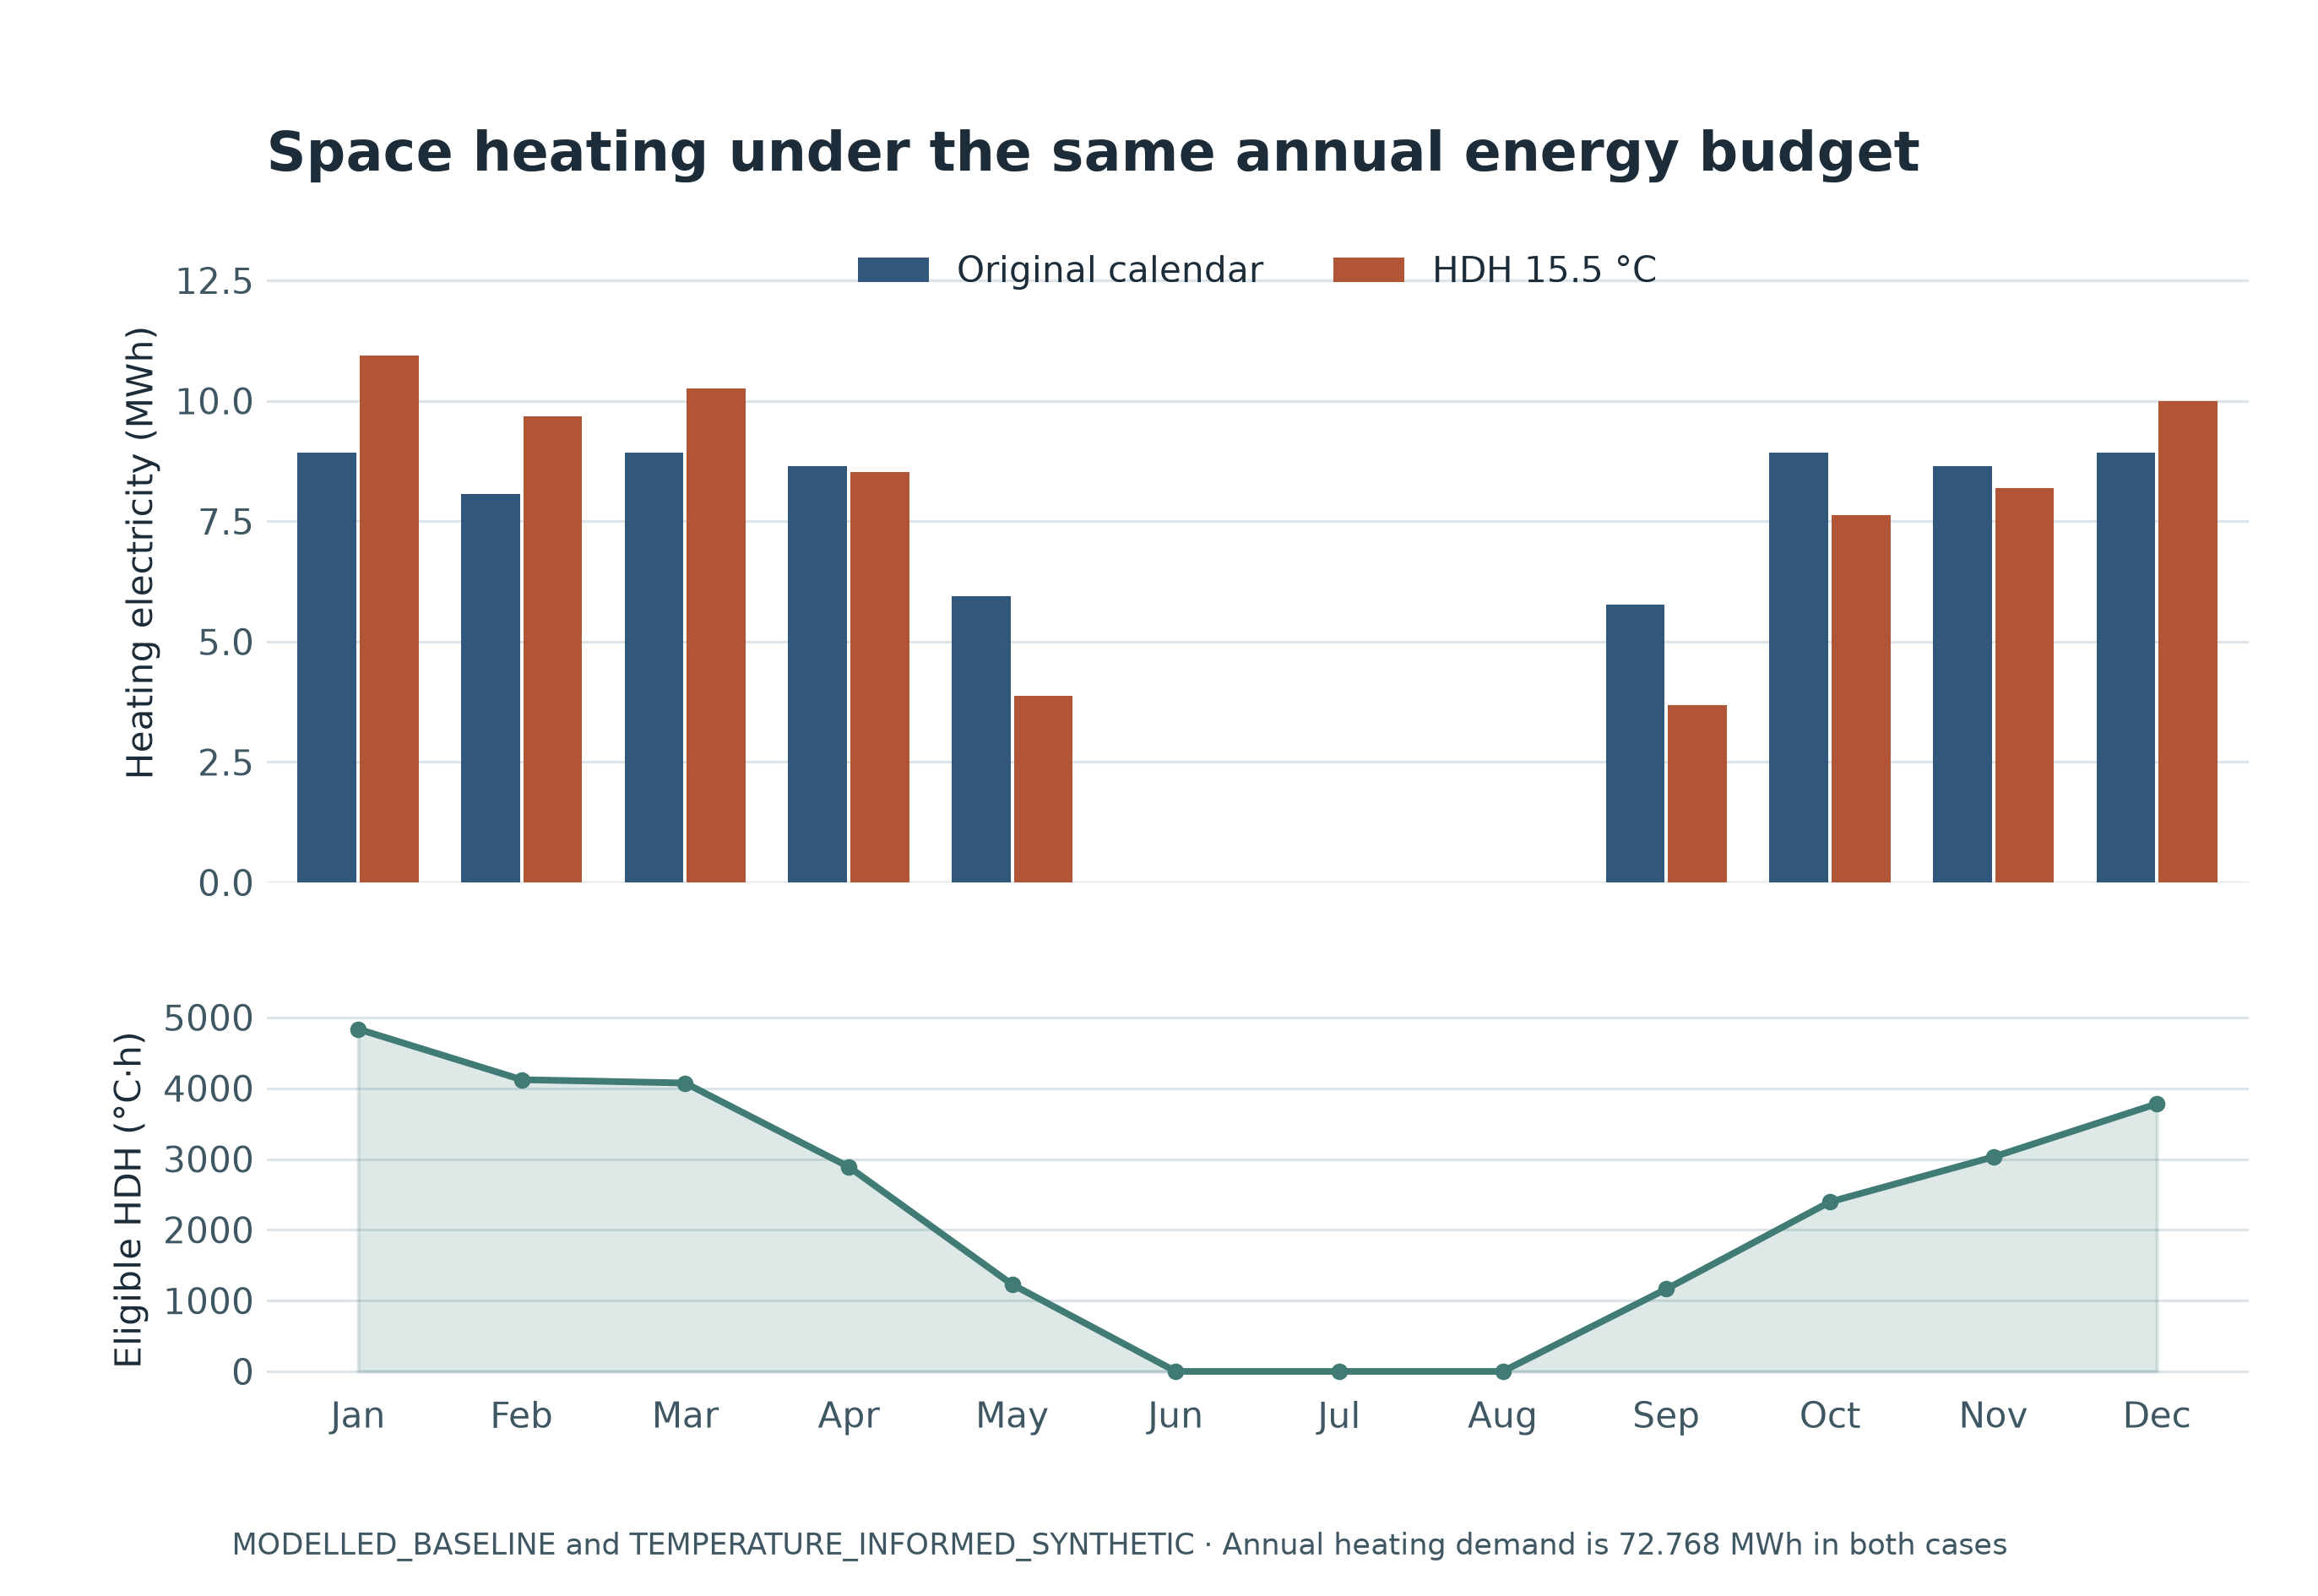 Space heating under the same annual energy budget
Original calendar
HDH 15.5 °C
Heating electricity (MWh)
12.5
10.0
7.5
5.0
2.5
0.0
Eligible HDH (°C·h)
5000
4000
3000
2000
1000
0
Jan Feb Mar Apr May Jun Jul Aug Sep Oct Nov Dec
MODELLED_BASELINE and TEMPERATURE_INFORMED_SYNTHETIC · Annual heating demand is 72.768 MWh in both cases